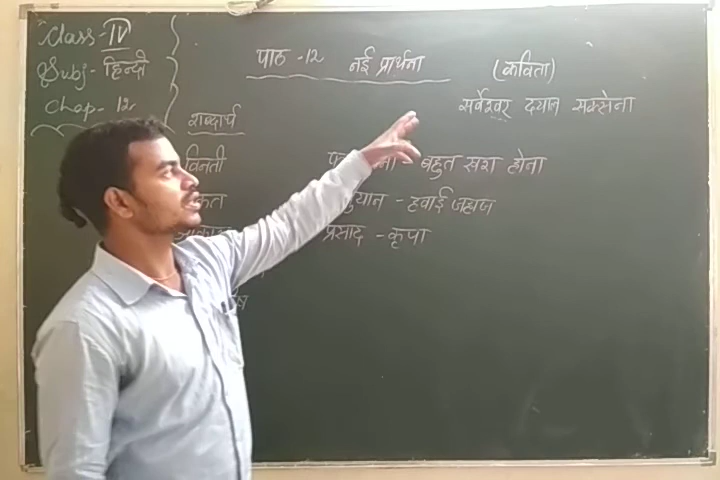 Class - IV
Subj - हिन्दी
Chap - 12
पाठ - 12 नई प्रार्थना (कविता)
सर्वेश्वर दयाल सक्सेना
शब्दार्थ
विनती
- बहुत खुश होना
- हवाई जहाज
प्रसाद - कृपा